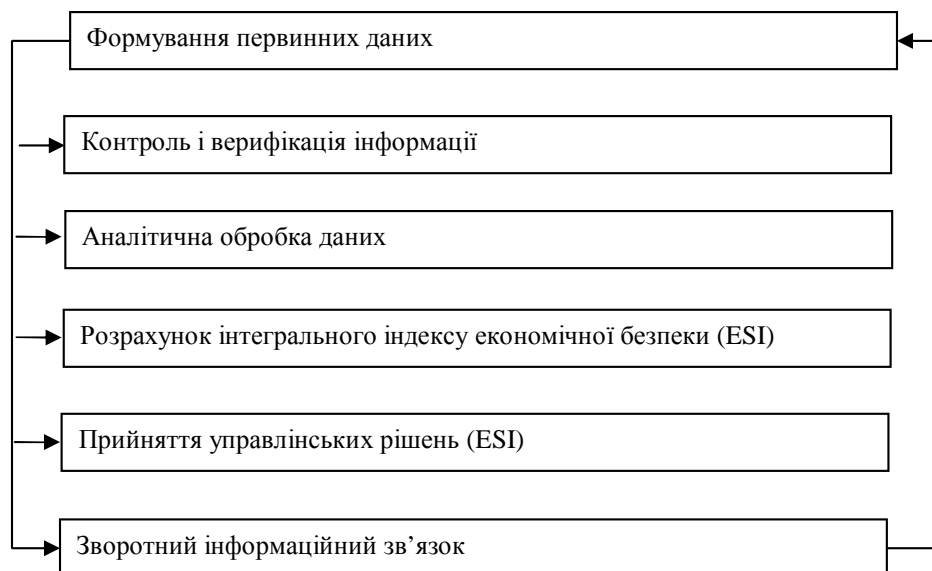 Формування первинних даних
Контроль і верифікація інформації
Аналітична обробка даних
Розрахунок інтегрального індексу економічної безпеки (ESI)
Прийняття управлінських рішень (ESI)
Зворотний інформаційний зв’язок